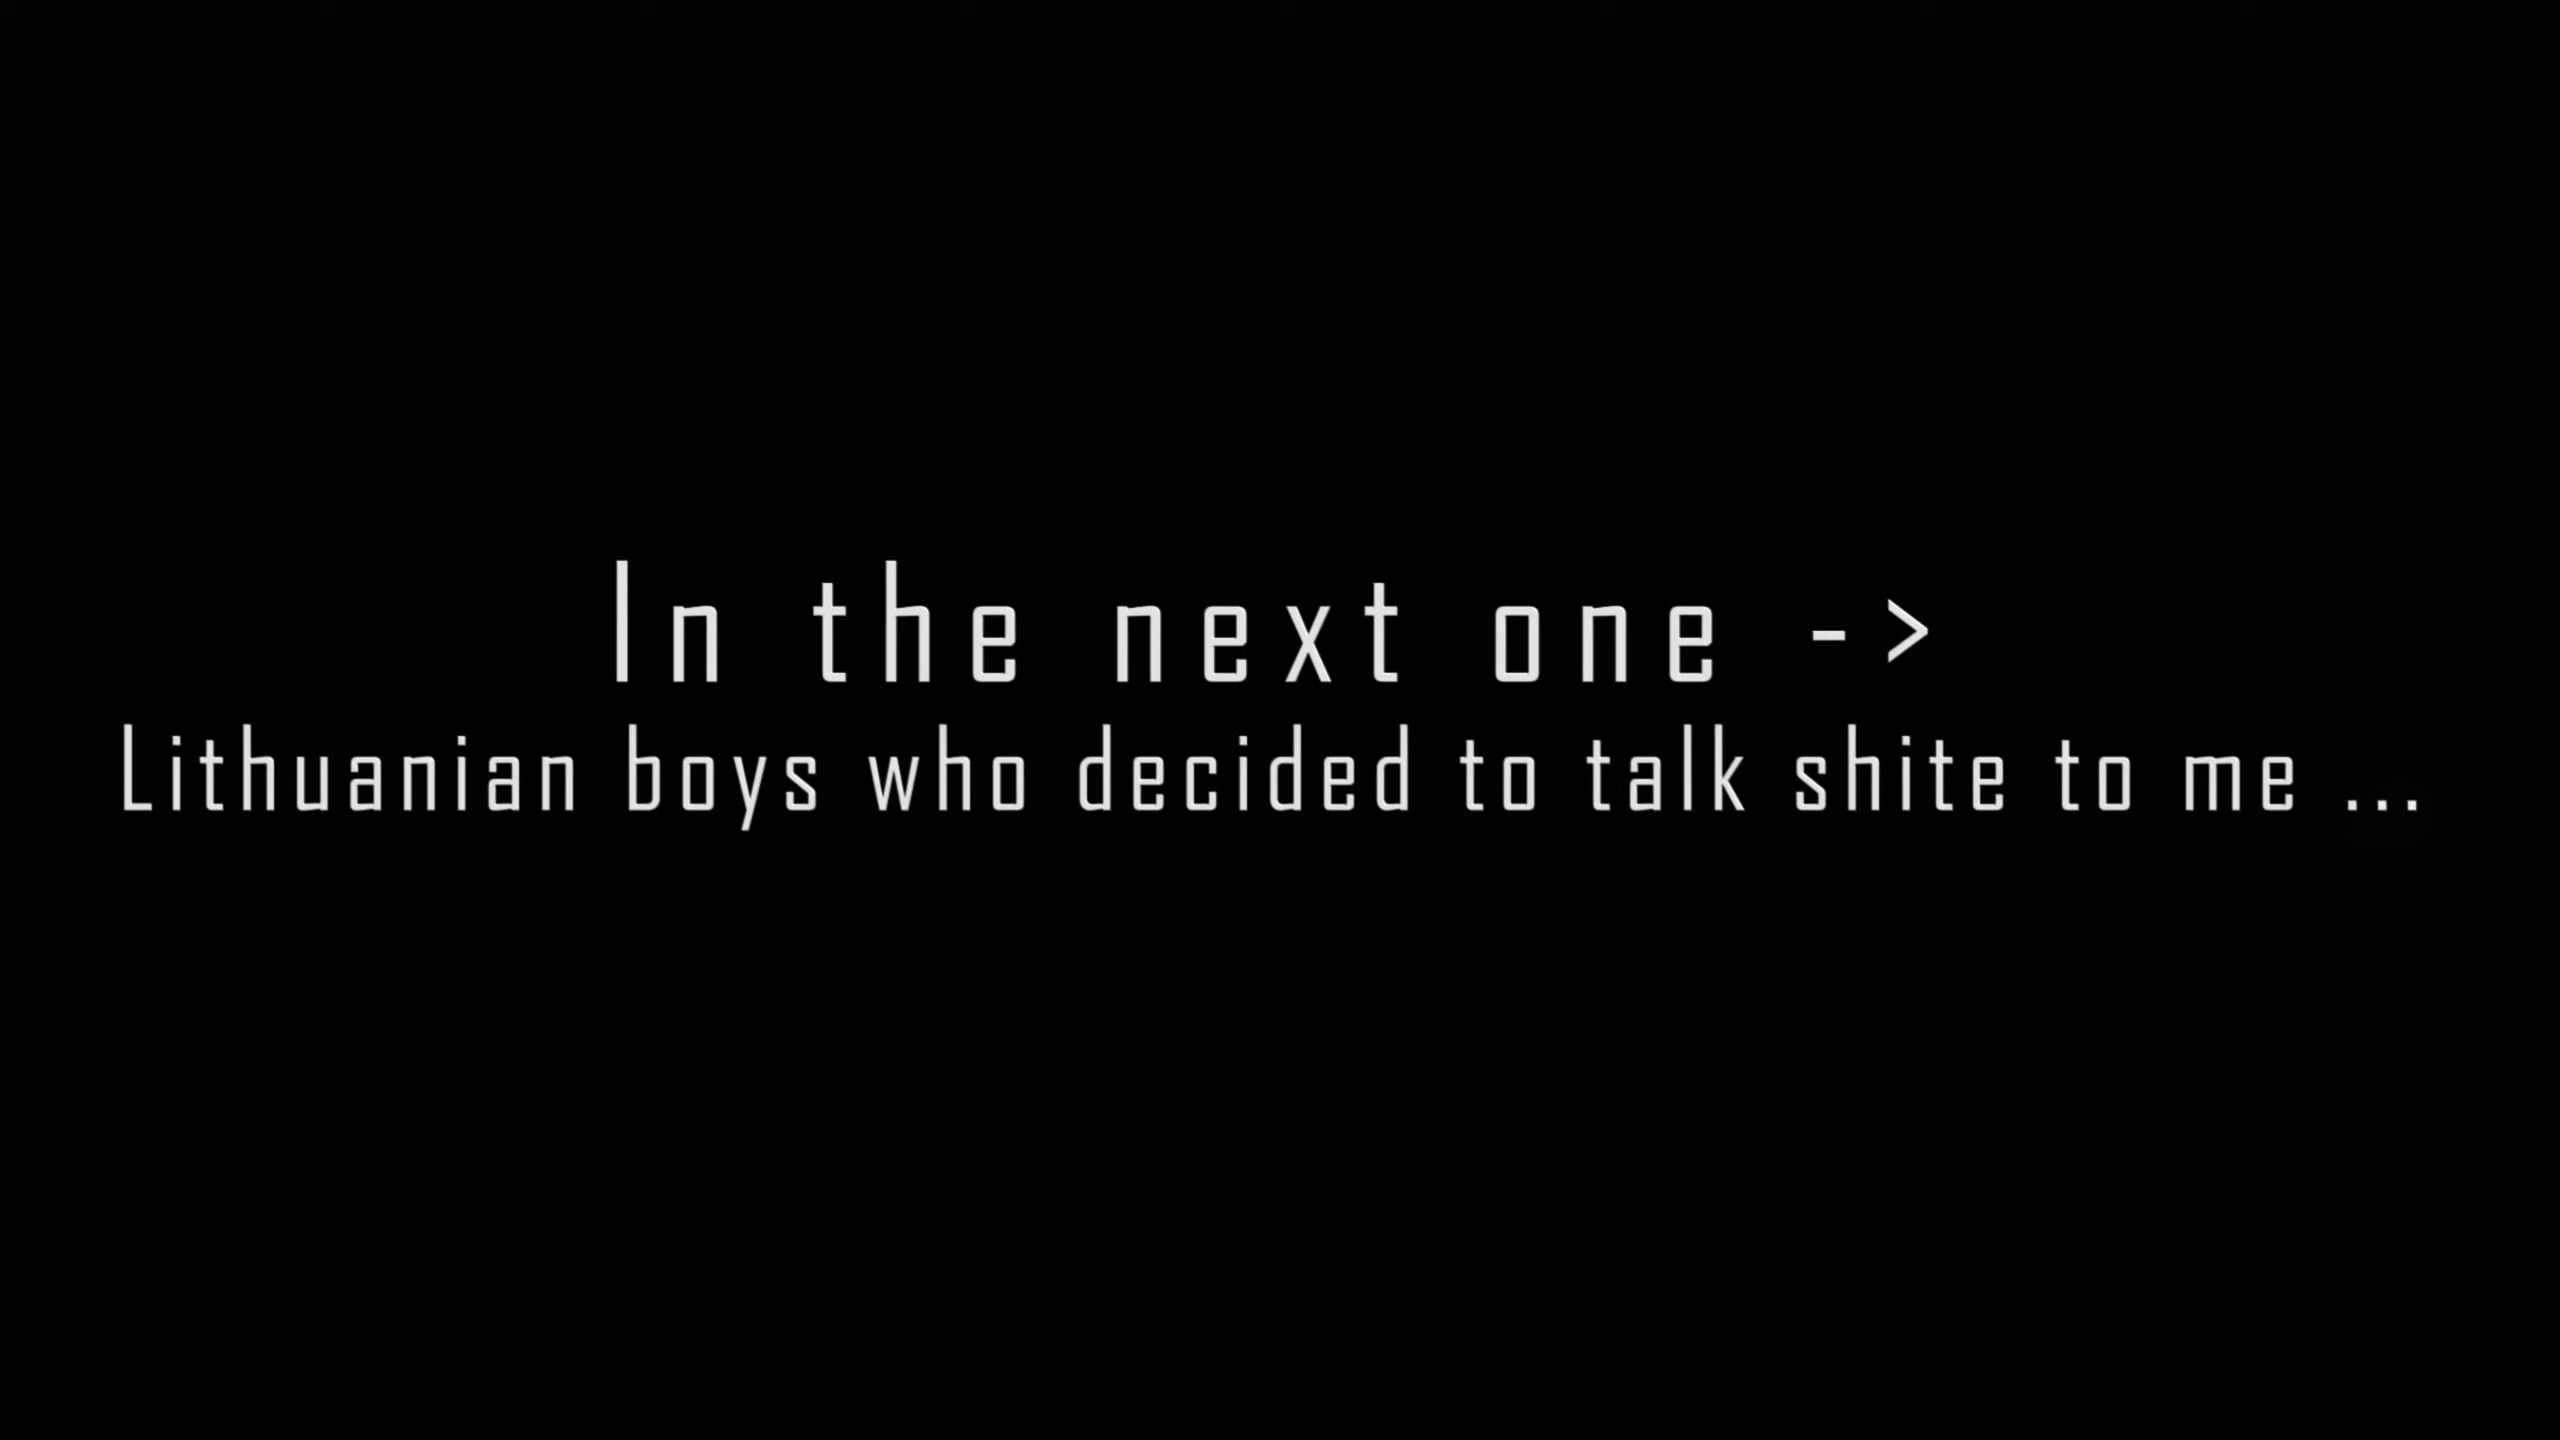 In the next one ->
Lithuanian boys who decided to talk shite to me ...